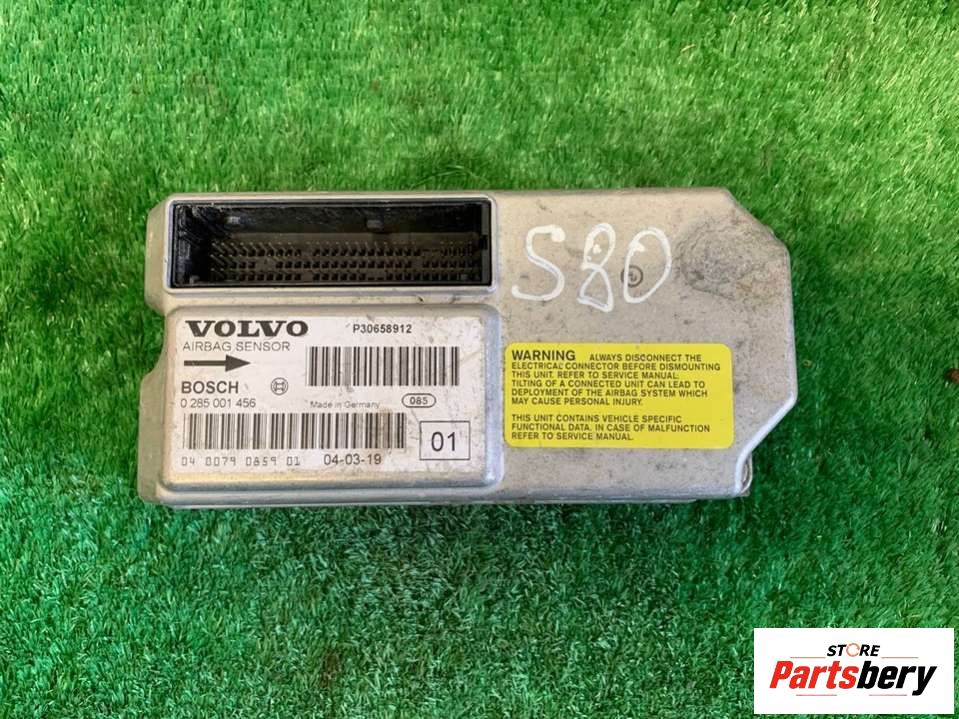 S80
VOLVO
P30658912
AIRBAG SENSOR
BOSCH
0 285 001 456
Made in Germany
085
01
04 0079 0859 01
04-03-19
WARNING ALWAYS DISCONNECT THE
ELECTRICAL CONNECTOR BEFORE DISMOUNTING
THIS UNIT. REFER TO SERVICE MANUAL.
TILTING OF A CONNECTED UNIT CAN LEAD TO
DEPLOYMENT OF THE AIRBAG SYSTEM WHICH
MAY CAUSE PERSONAL INJURY.
THIS UNIT CONTAINS VEHICLE SPECIFIC
FUNCTIONAL DATA. IN CASE OF MALFUNCTION
REFER TO SERVICE MANUAL.
STORE
Partsbery